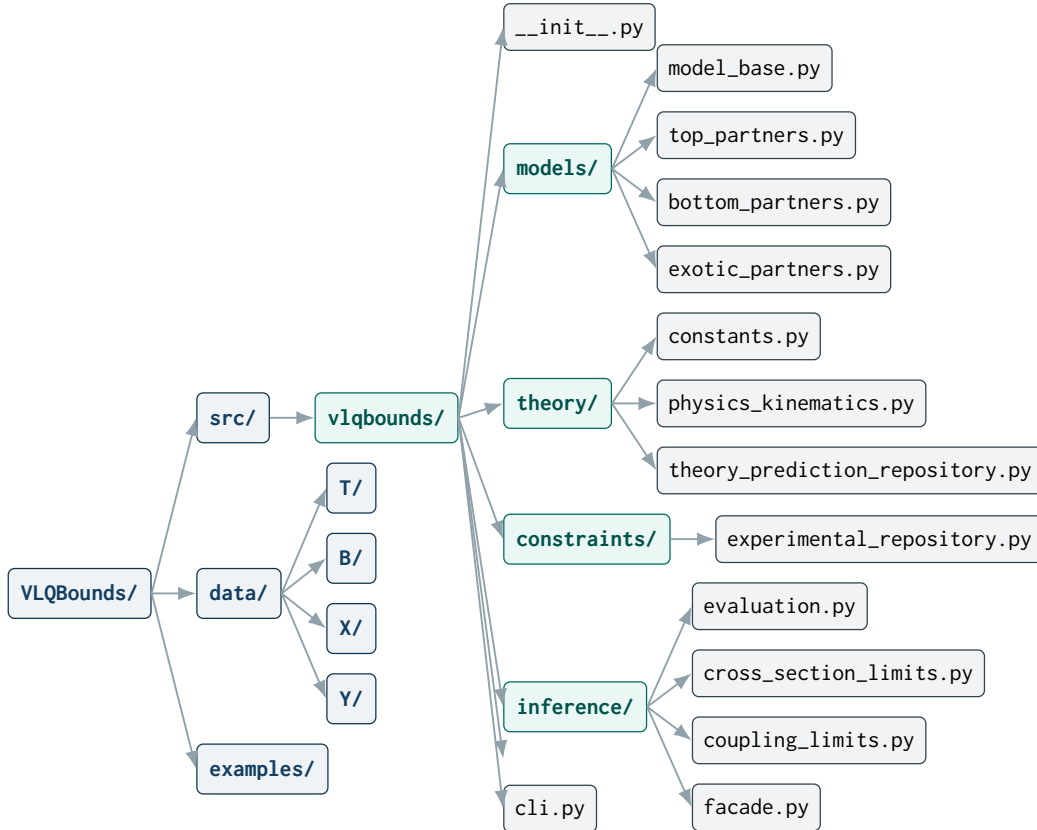 VLQBounds/
src/
vlqbounds/
__init__.py
models/
model_base.py
top_partners.py
bottom_partners.py
exotic_partners.py
theory/
constants.py
physics_kinematics.py
theory_prediction_repository.py
constraints/
experimental_repository.py
inference/
evaluation.py
cross_section_limits.py
coupling_limits.py
facade.py
cli.py
data/
T/
B/
X/
Y/
examples/